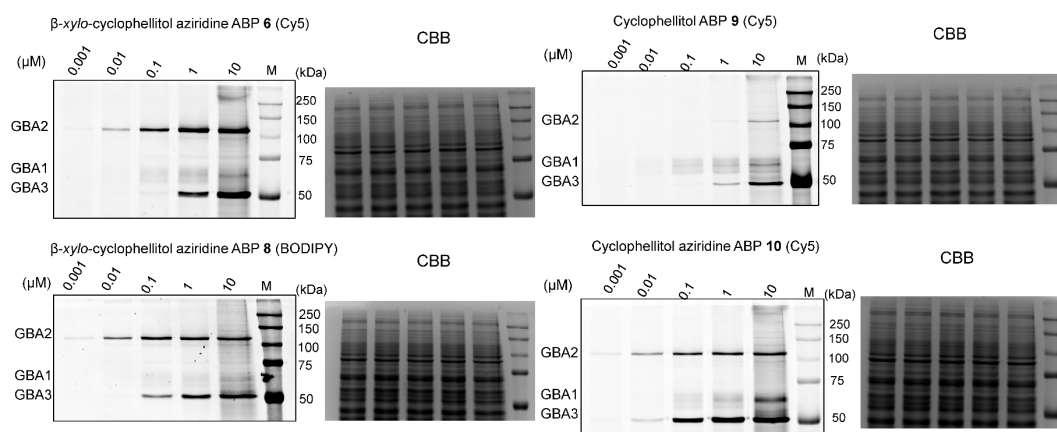 β-xylo-cyclophellitol aziridine ABP 6 (Cy5)
CBB
(μM) 0.001 0.01 0.1 1 10 M (kDa)
250
150
100
75
50
GBA2
GBA1
GBA3
Cyclophellitol ABP 9 (Cy5)
CBB
(μM) 0.001 0.01 0.1 1 10 M (kDa)
250
150
100
75
50
GBA2
GBA1
GBA3
β-xylo-cyclophellitol aziridine ABP 8 (BODIPY)
CBB
(μM) 0.001 0.01 0.1 1 10 M (kDa)
250
150
100
75
50
GBA2
GBA1
GBA3
Cyclophellitol aziridine ABP 10 (Cy5)
CBB
(μM) 0.001 0.01 0.1 1 10 M (kDa)
250
150
100
75
50
GBA2
GBA1
GBA3